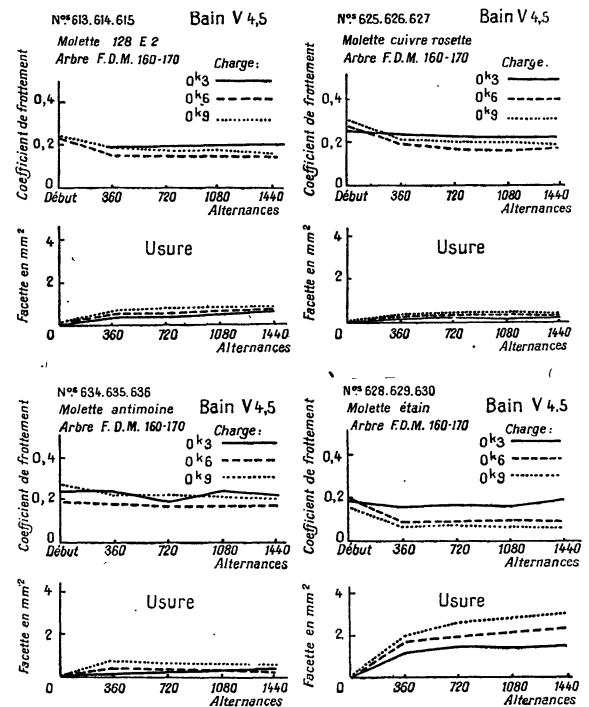 Nos 613.614.615 Bain V 4,5
Molette 128 E 2
Arbre F.D.M. 160-170
Charge:
0k3
0k6
0k9
Coefficient de frottement
0,4
0,2
0
Début 360 720 1080 1440
Alternances
Usure
Facette en mm2
4
2
0
360 720 1080 1440
Alternances
Nos 625.626.627 Bain V 4,5
Molette cuivre rosette
Arbre F.D.M. 160-170
Charge.
0k3
0k6
0k9
Coefficient de frottement
0,4
0,2
0
Début 360 720 1080 1440
Alternances
Usure
Facette en mm2
4
2
0
360 720 1080 1440
Alternances
Nos 634.635.636 Bain V 4,5
Molette antimoine
Arbre F.D.M. 160-170
Charge:
0k3
0k6
0k9
Coefficient de frottement
0,4
0,2
0
Début 360 720 1080 1440
Alternances
Usure
Facette en mm2
4
2
0
360 720 1080 1440
Alternances
Nos 628.629.630 Bain V 4.5
Molette étain
Arbre F.D.M. 160-170
Charge:
0k3
0k6
0k9
Coefficient de frottement
0,4
0,2
0
Début 360 720 1080 1440
Alternances
Usure
Facette en mm2
4
2
0
360 720 1080 1440
Alternances